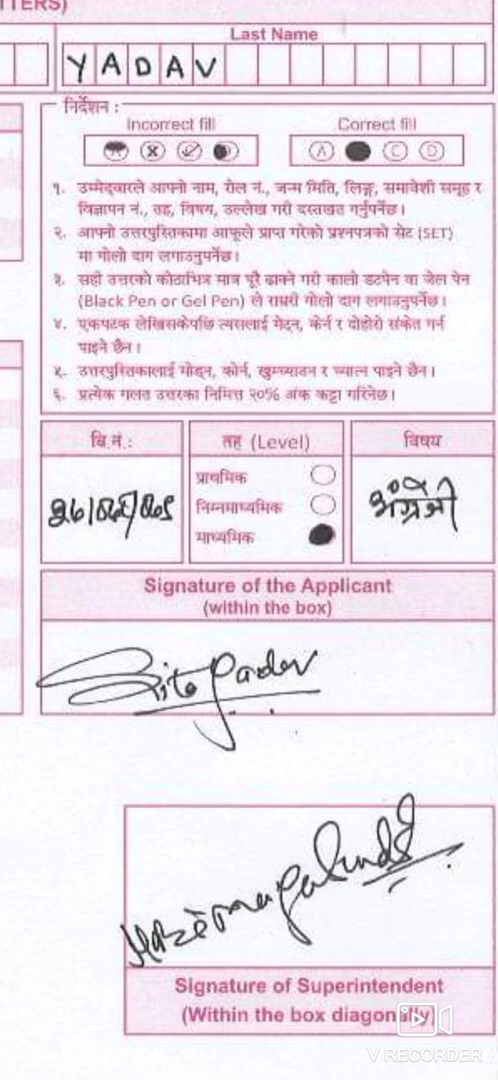 TTERS)
Last Name
Y A D A V
निर्देशन :
Incorrect fill
Correct fill
A C D
१. उम्मेदवारले आफ्नो नाम, रोल नं., जन्म मिति, लिङ्ग, समावेशी समूह र
विज्ञापन नं., तह, विषय, उल्लेख गरी दस्तखत गर्नुपर्नेछ।
२. आफ्नो उत्तरपुस्तिकामा आफूले प्राप्त गरेको प्रश्नपत्रको सेट (SET)
मा गोलो दाग लगाउनुपर्नेछ।
३. सही उत्तरको कोठाभित्र मात्र पूरै ढाक्ने गरी कालो डटपेन वा जेल पेन
(Black Pen or Gel Pen) ले राम्ररी गोलो दाग लगाउनुपर्नेछ।
४. एकपटक लेखिसकेपछि त्यसलाई मेट्न, केर्न र दोहोरो संकेत गर्न
पाइने छैन।
५. उत्तरपुस्तिकालाई मोड्न, कोर्न, खुम्च्याउन र च्यात्न पाइने छैन।
६. प्रत्येक गलत उत्तरका निमित्त २०% अंक कट्टा गरिनेछ।
बि.नं.:
तह (Level)
विषय
प्राथमिक
निम्नमाध्यमिक
माध्यमिक
अंग्रेजी
Signature of the Applicant
(within the box)
Yadav
Signature of Superintendent
(Within the box diagonally)
V RECORDER